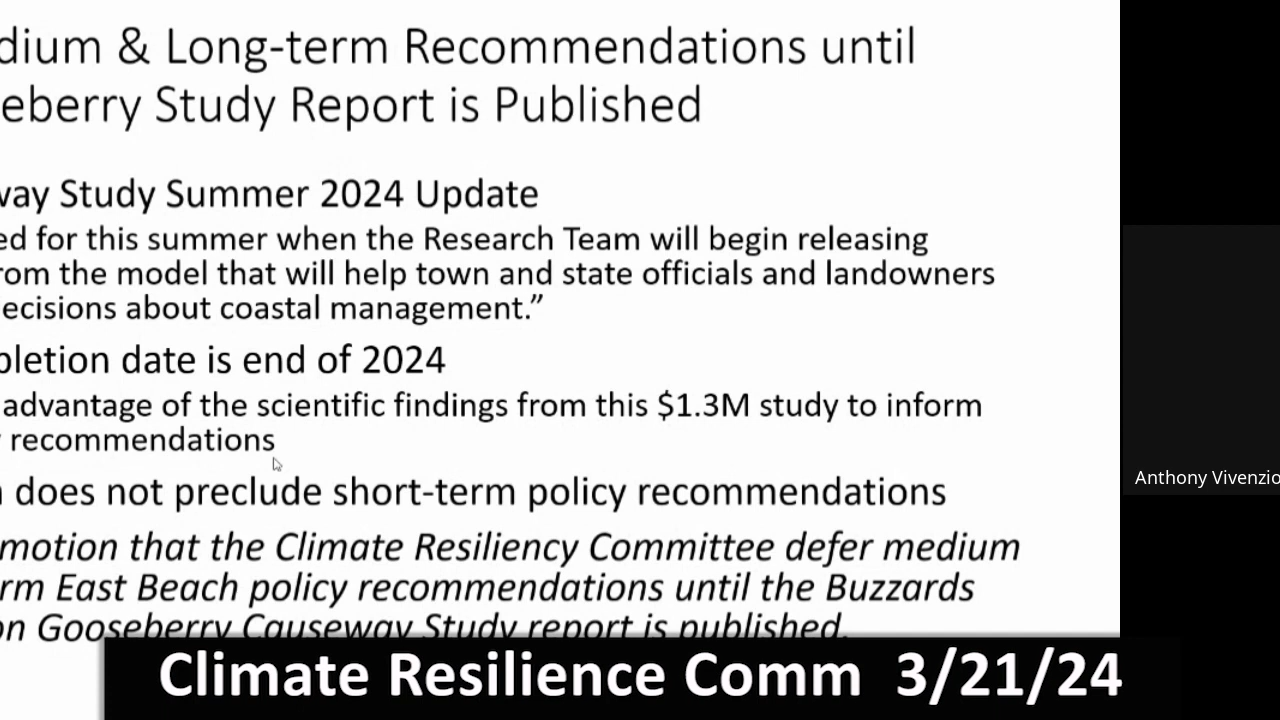 dium & Long-term Recommendations until
eberry Study Report is Published
way Study Summer 2024 Update
ed for this summer when the Research Team will begin releasing
rom the model that will help town and state officials and landowners
ecisions about coastal management.”
pletion date is end of 2024
advantage of the scientific findings from this $1.3M study to inform
recommendations
does not preclude short-term policy recommendations
motion that the Climate Resiliency Committee defer medium
rm East Beach policy recommendations until the Buzzards
on Gooseberry Causeway Study report is published.
Anthony Vivenzio
Climate Resilience Comm 3/21/24